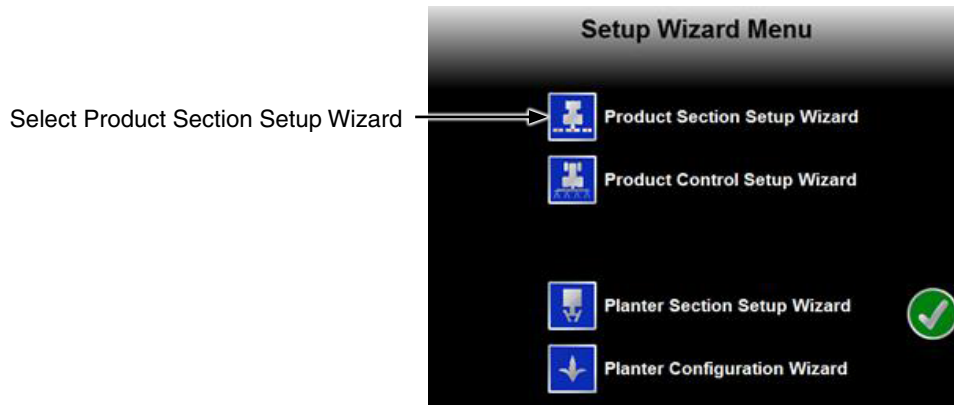 Setup Wizard Menu
Select Product Section Setup Wizard
Product Section Setup Wizard
Product Control Setup Wizard
Planter Section Setup Wizard
Planter Configuration Wizard